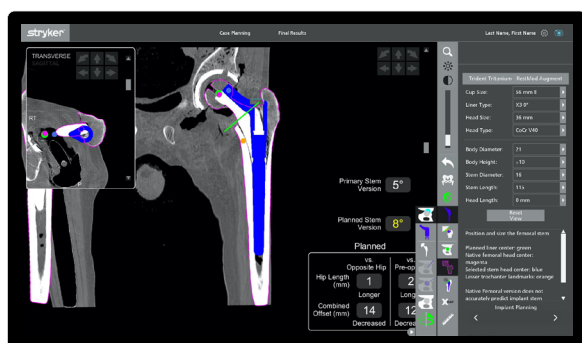 stryker
Case Planning
Final Results
Last Name, First Name
TRANSVERSE
SAGITTAL
RT
P
Primary Stem
Version
5°
Planned Stem
Version
8°
Planned
vs.
Opposite Hip
vs.
Pre-op
Hip Length
(mm)
1
2
Longer
Long
Combined
Offset (mm)
14
12
Decreased
Decrea
Trident Tritanium
Restoration Augment
Cup Size:
56 mm
Liner Type:
X3 0°
Head Size:
36 mm
Head Type:
CoCr V40
Body Diameter:
21
Body Height:
+10
Stem Diameter:
16
Stem Length:
115
Head Length:
0 mm
Reset
View
Position and size the femoral stem
Planned liner center: green
Native femoral head center:
magenta
Selected stem head center: blue
Lesser trochanter landmark: orange
Native femoral version does not
accurately predict implant stem
Implant Planning